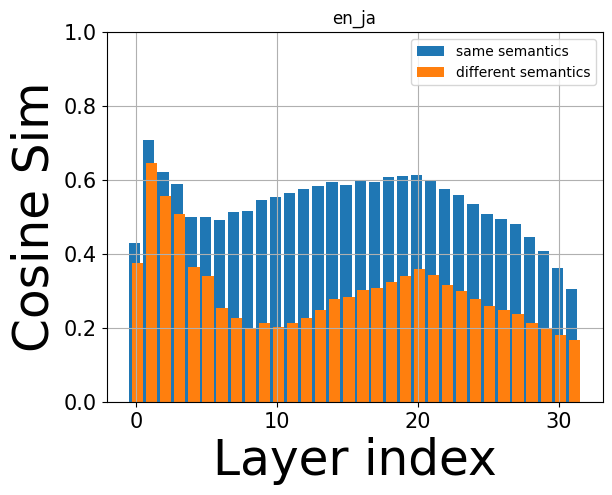 en_ja
same semantics
different semantics
Cosine Sim
1.0
0.8
0.6
0.4
0.2
0.0
0 10 20 30
Layer index